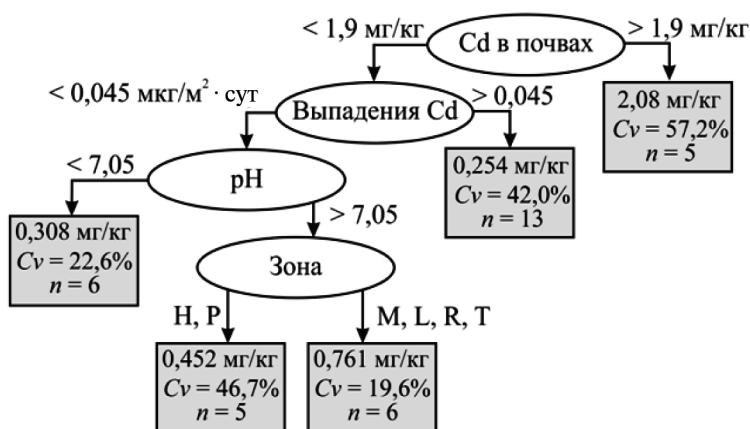 < 1,9 мг/кг
Cd в почвах
> 1,9 мг/кг
< 0,045 мкг/м² · сут
Выпадения Cd
> 0,045
2,08 мг/кг
Cv = 57,2%
n = 5
< 7,05
pH
0,254 мг/кг
Cv = 42,0%
n = 13
> 7,05
0,308 мг/кг
Cv = 22,6%
n = 6
Зона
H, P
M, L, R, T
0,452 мг/кг
Cv = 46,7%
n = 5
0,761 мг/кг
Cv = 19,6%
n = 6